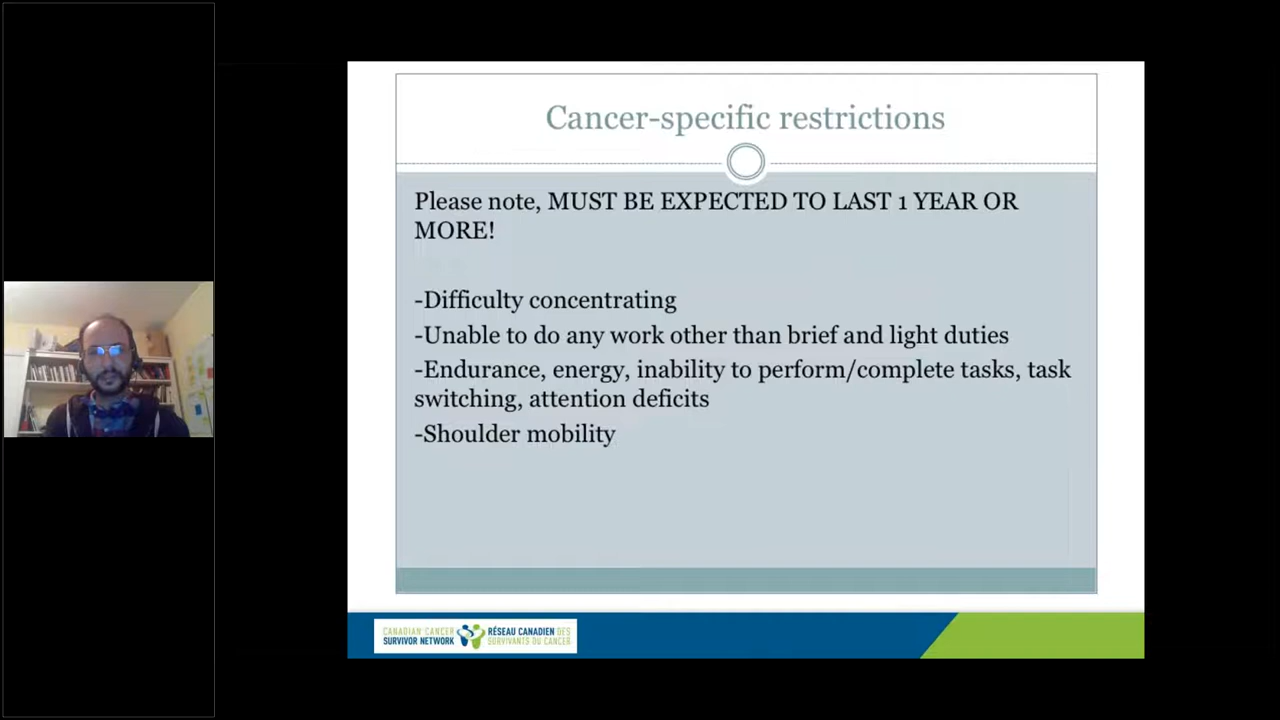 Cancer-specific restrictions
Please note, MUST BE EXPECTED TO LAST 1 YEAR OR
MORE!
-Difficulty concentrating
-Unable to do any work other than brief and light duties
-Endurance, energy, inability to perform/complete tasks, task
switching, attention deficits
-Shoulder mobility
CANADIAN CANCER
SURVIVOR NETWORK
RÉSEAU CANADIEN DES
SURVIVANTS DU CANCER